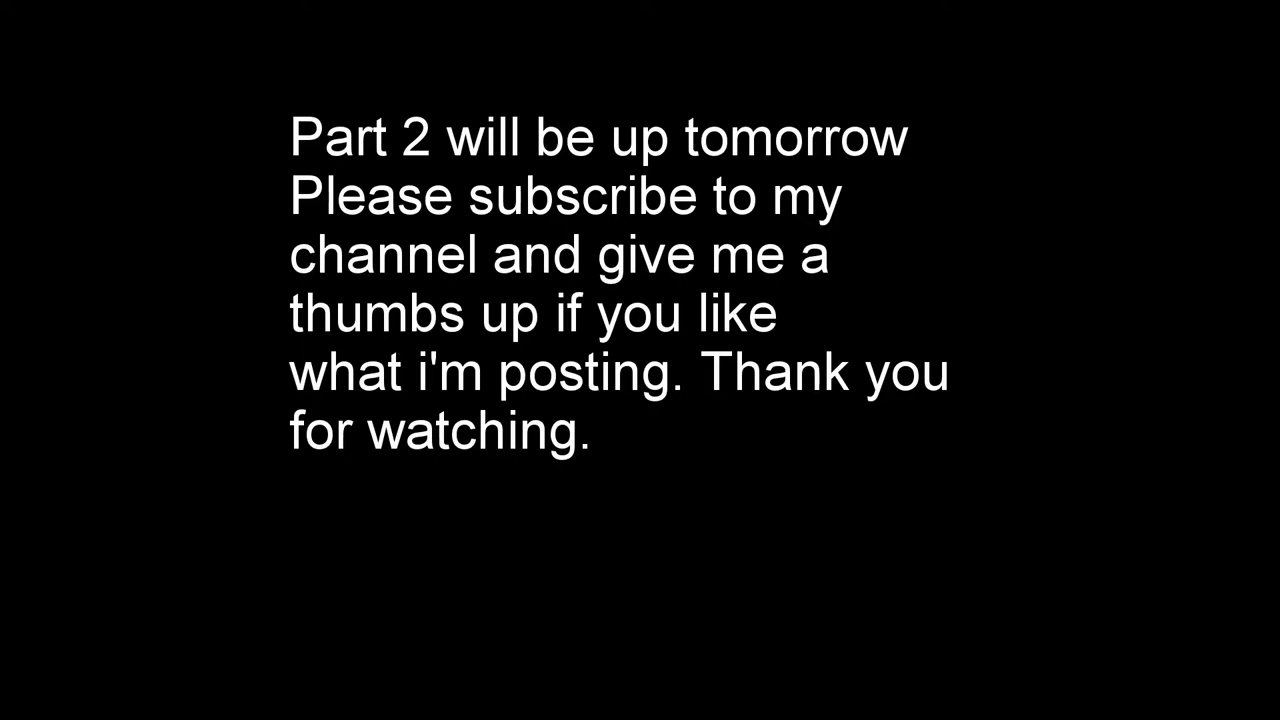 Part 2 will be up tomorrow
Please subscribe to my
channel and give me a
thumbs up if you like
what i'm posting. Thank you
for watching.